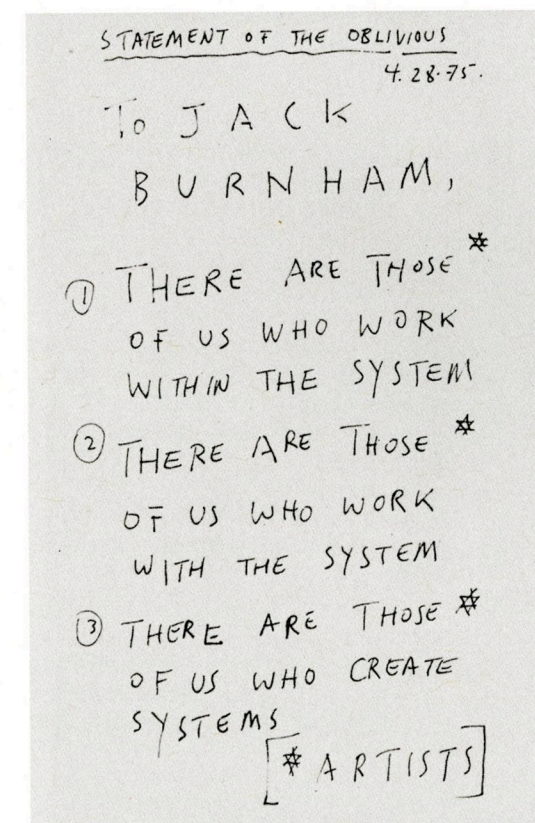 STATEMENT OF THE OBLIVIOUS
4.28.75.
To JACK
BURNHAM,
① THERE ARE THOSE *
OF US WHO WORK
WITHIN THE SYSTEM
② THERE ARE THOSE *
OF US WHO WORK
WITH THE SYSTEM
③ THERE ARE THOSE *
OF US WHO CREATE
SYSTEMS
[* ARTISTS]